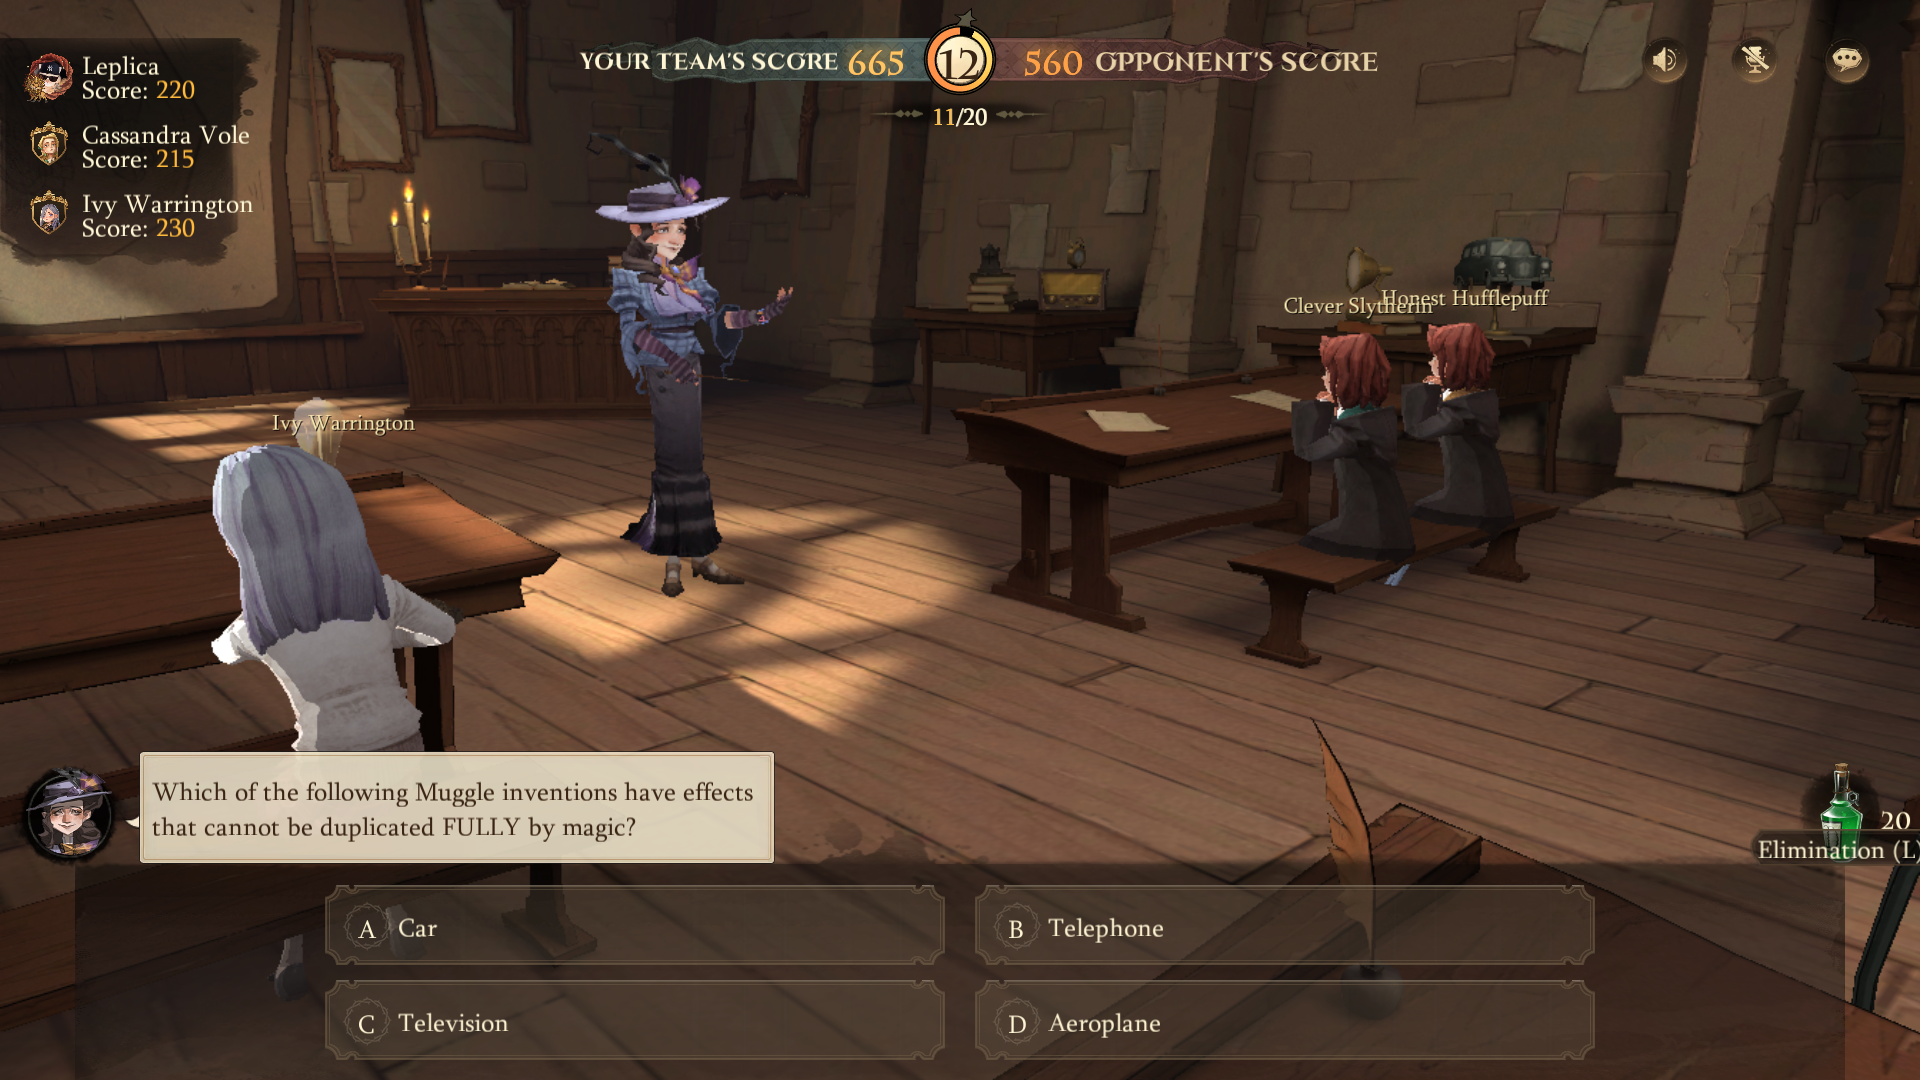 Leplica
Score: 220
Cassandra Vole
Score: 215
Ivy Warrington
Score: 230
YOUR TEAM'S SCORE 665
12
560 OPPONENT'S SCORE
11/20
Clever Slytherin
Honest Hufflepuff
Ivy Warrington
Which of the following Muggle inventions have effects
that cannot be duplicated FULLY by magic?
20
Elimination (L)
A Car
B Telephone
C Television
D Aeroplane